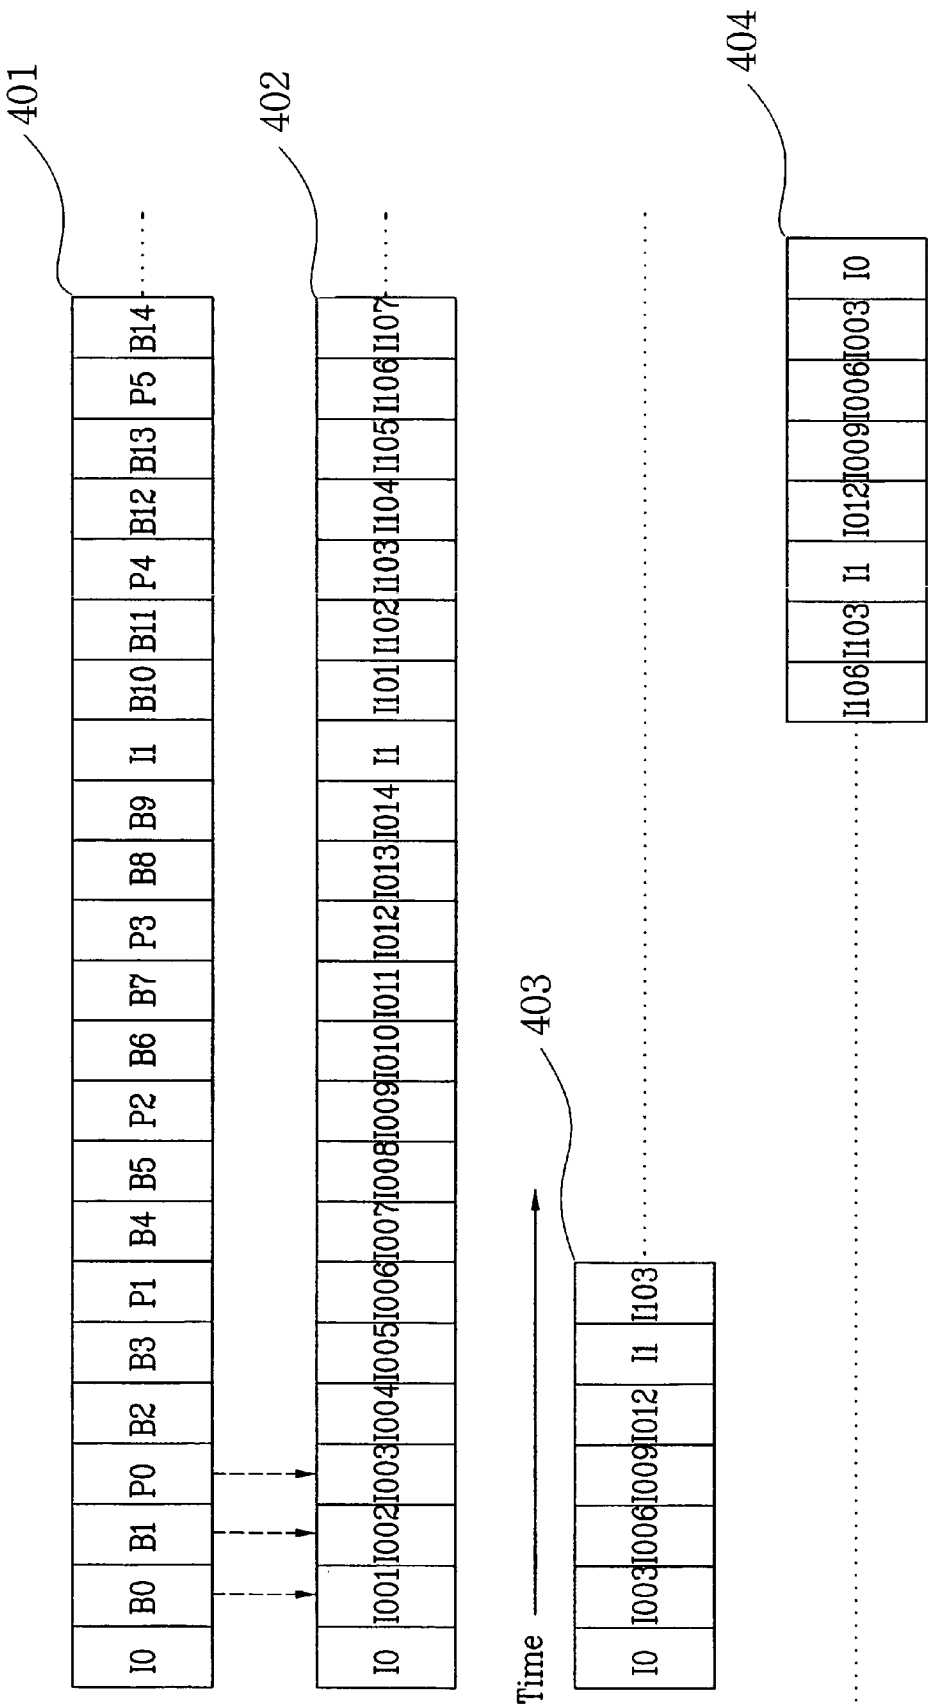 401
I0 B0 B1 P0 B2 B3 P1 B4 B5 P2 B6 B7 P3 B8 B9 I1 B10 B11 P4 B12 B13 P5 B14
402
I0 I001 I002 I003 I004 I005 I006 I007 I008 I009 I010 I011 I012 I013 I014 I1 I101 I102 I103 I104 I105 I106 I107
Time
403
I0 I003 I006 I009 I012 I1 I103
404
I106 I103 I1 I012 I009 I006 I003 I0